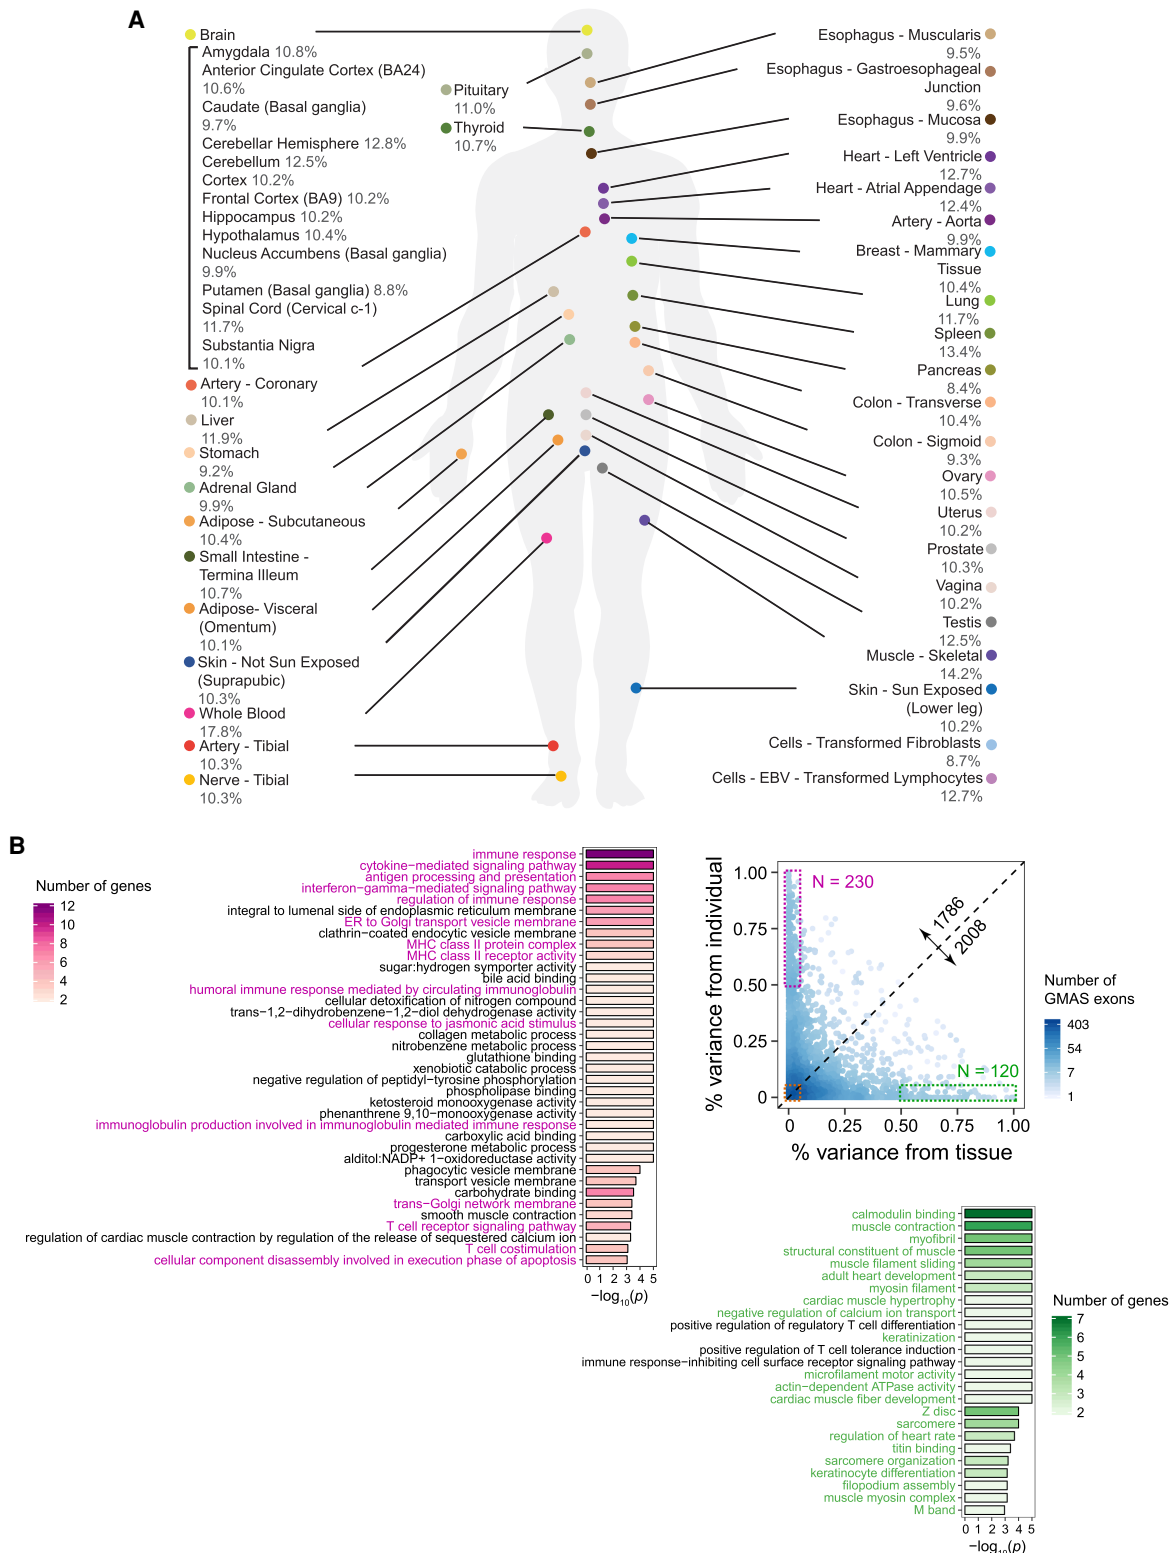 A
Brain
Amygdala 10.8%
Anterior Cingulate Cortex (BA24)
10.6%
Caudate (Basal ganglia)
9.7%
Cerebellar Hemisphere 12.8%
Cerebellum 12.5%
Cortex 10.2%
Frontal Cortex (BA9) 10.2%
Hippocampus 10.2%
Hypothalamus 10.4%
Nucleus Accumbens (Basal ganglia)
9.9%
Putamen (Basal ganglia) 8.8%
Spinal Cord (Cervical c-1)
11.7%
Substantia Nigra
10.1%
Artery - Coronary
10.1%
Liver
11.9%
Stomach
9.2%
Adrenal Gland
9.9%
Adipose - Subcutaneous
10.4%
Small Intestine -
Termina Illeum
10.7%
Adipose- Visceral
(Omentum)
10.1%
Skin - Not Sun Exposed
(Suprapubic)
10.3%
Whole Blood
17.8%
Artery - Tibial
10.3%
Nerve - Tibial
10.3%
Pituitary
11.0%
Thyroid
10.7%
Esophagus - Muscularis
9.5%
Esophagus - Gastroesophageal
Junction
9.6%
Esophagus - Mucosa
9.9%
Heart - Left Ventricle
12.7%
Heart - Atrial Appendage
12.4%
Artery - Aorta
9.9%
Breast - Mammary
Tissue
10.4%
Lung
11.7%
Spleen
13.4%
Pancreas
8.4%
Colon - Transverse
10.4%
Colon - Sigmoid
9.3%
Ovary
10.5%
Uterus
10.2%
Prostate
10.3%
Vagina
10.2%
Testis
12.5%
Muscle - Skeletal
14.2%
Skin - Sun Exposed
(Lower leg)
10.2%
Cells - Transformed Fibroblasts
8.7%
Cells - EBV - Transformed Lymphocytes
12.7%
B
Number of genes
12
10
8
6
4
2
immune response
cytokine−mediated signaling pathway
antigen processing and presentation
interferon−gamma−mediated signaling pathway
regulation of immune response
integral to lumenal side of endoplasmic reticulum membrane
ER to Golgi transport vesicle membrane
clathrin−coated endocytic vesicle membrane
MHC class II protein complex
MHC class II receptor activity
sugar:hydrogen symporter activity
bile acid binding
humoral immune response mediated by circulating immunoglobulin
cellular detoxification of nitrogen compound
trans−1,2−dihydrobenzene−1,2−diol dehydrogenase activity
cellular response to jasmonic acid stimulus
collagen metabolic process
nitrobenzene metabolic process
glutathione binding
xenobiotic catabolic process
negative regulation of peptidyl−tyrosine phosphorylation
phospholipase binding
ketosteroid monooxygenase activity
phenanthrene 9,10−monooxygenase activity
immunoglobulin production involved in immunoglobulin mediated immune response
carboxylic acid binding
progesterone metabolic process
alditol:NADP+ 1−oxidoreductase activity
phagocytic vesicle membrane
transport vesicle membrane
carbohydrate binding
trans−Golgi network membrane
smooth muscle contraction
T cell receptor signaling pathway
regulation of cardiac muscle contraction by regulation of the release of sequestered calcium ion
T cell costimulation
cellular component disassembly involved in execution phase of apoptosis
0 1 2 3 4 5
−log10(p)
% variance from individual
1.00
0.75
0.50
0.25
0
N = 230
1786
2008
N = 120
0 0.25 0.50 0.75 1.00
% variance from tissue
Number of
GMAS exons
403
54
7
1
calmodulin binding
muscle contraction
myofibril
structural constituent of muscle
muscle filament sliding
adult heart development
myosin filament
cardiac muscle hypertrophy
negative regulation of calcium ion transport
positive regulation of regulatory T cell differentiation
keratinization
positive regulation of T cell tolerance induction
immune response−inhibiting cell surface receptor signaling pathway
microfilament motor activity
actin−dependent ATPase activity
cardiac muscle fiber development
Z disc
sarcomere
regulation of heart rate
titin binding
sarcomere organization
keratinocyte differentiation
filopodium assembly
muscle myosin complex
M band
0 1 2 3 4 5
−log10(p)
Number of genes
7
6
5
4
3
2